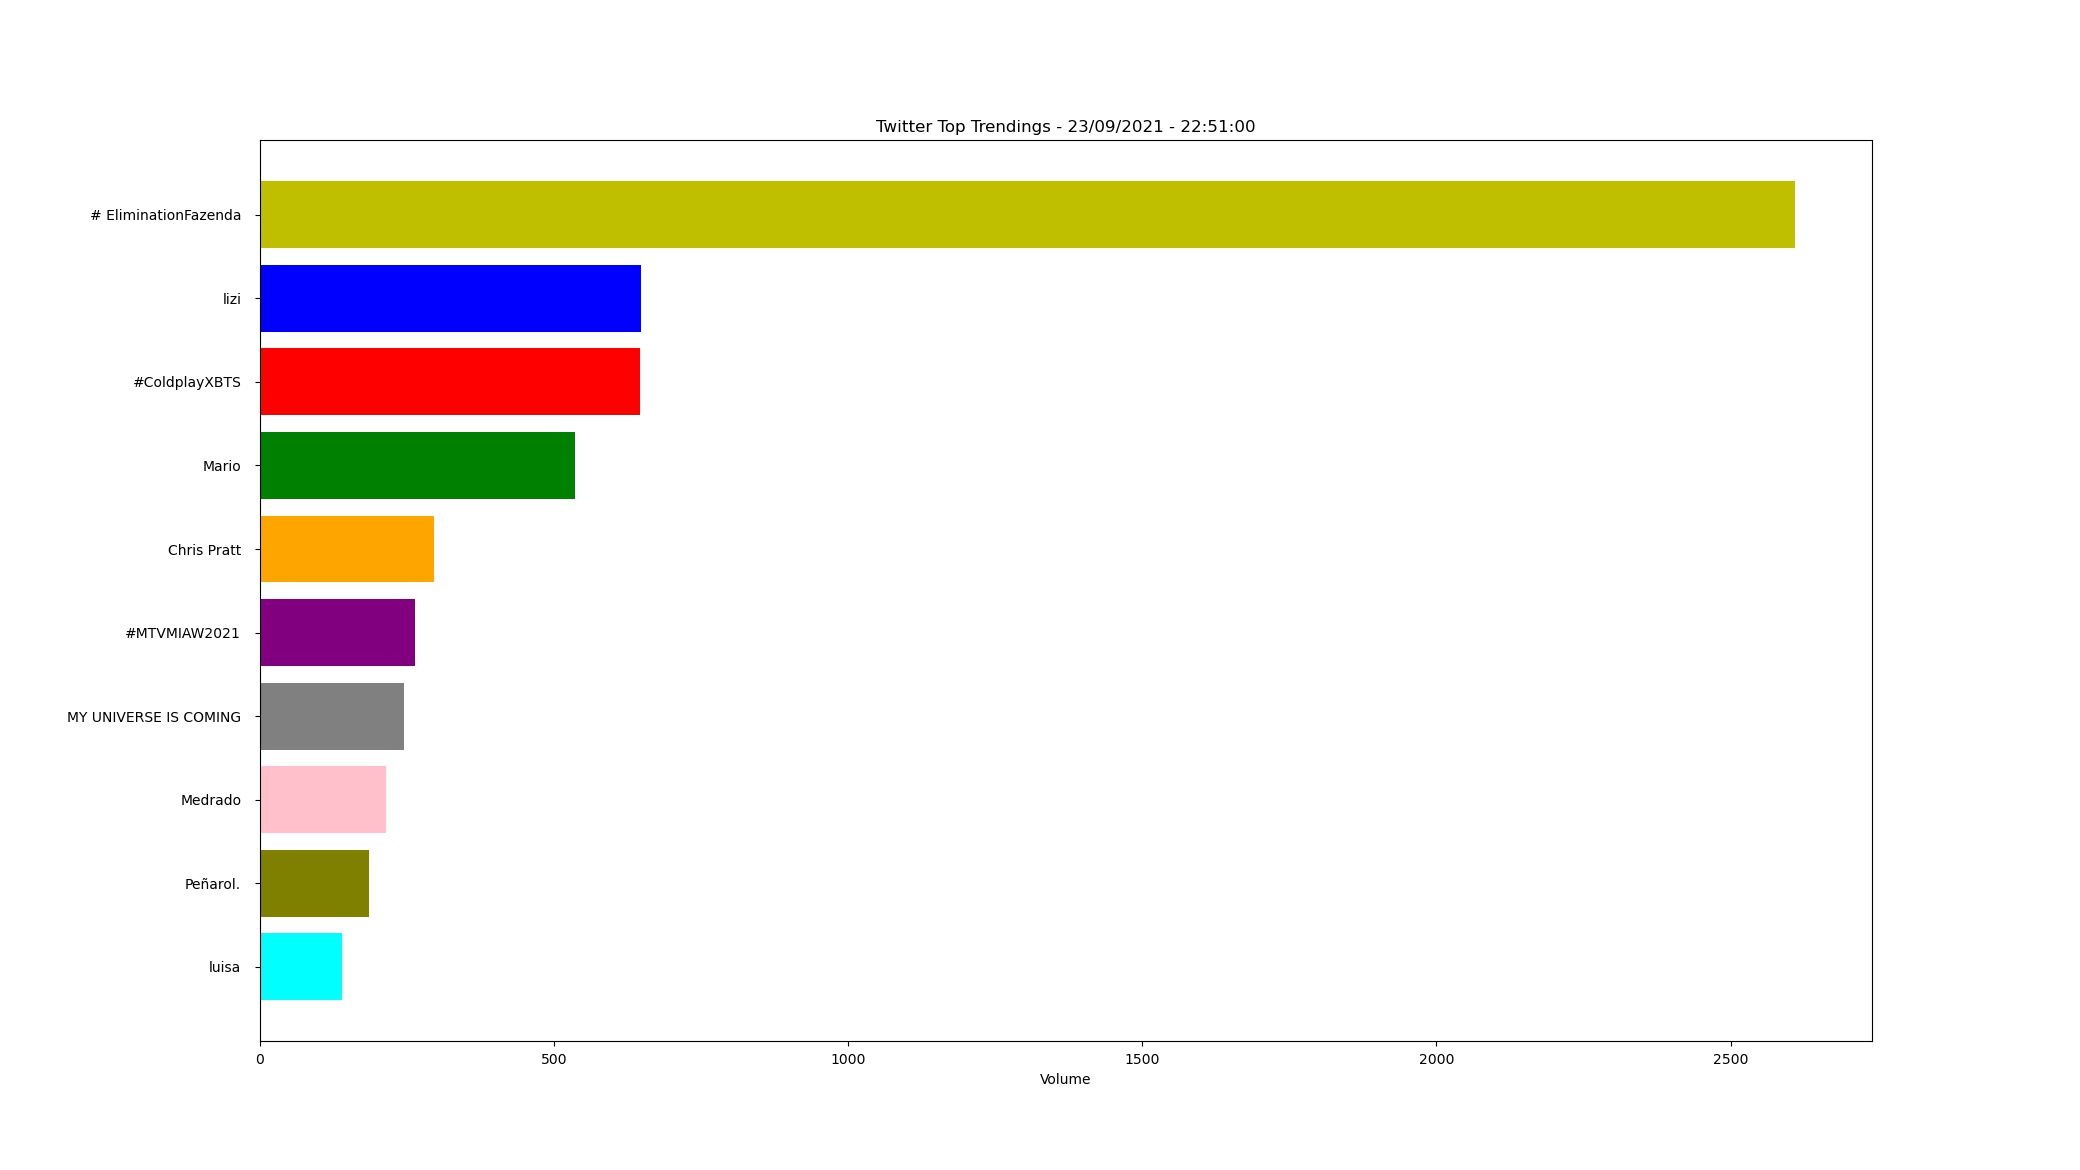 Twitter Top Trendings - 23/09/2021 - 22:51:00
# EliminationFazenda
lizi
#ColdplayXBTS
Mario
Chris Pratt
#MTVMIAW2021
MY UNIVERSE IS COMING
Medrado
Peñarol.
luisa
0 500 1000 1500 2000 2500
Volume